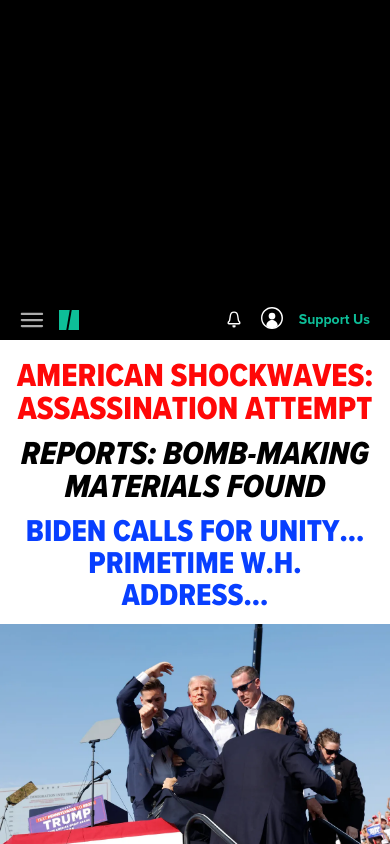 Support Us
AMERICAN SHOCKWAVES:
ASSASSINATION ATTEMPT
REPORTS: BOMB-MAKING
MATERIALS FOUND
BIDEN CALLS FOR UNITY...
PRIMETIME W.H.
ADDRESS...
TRUMP